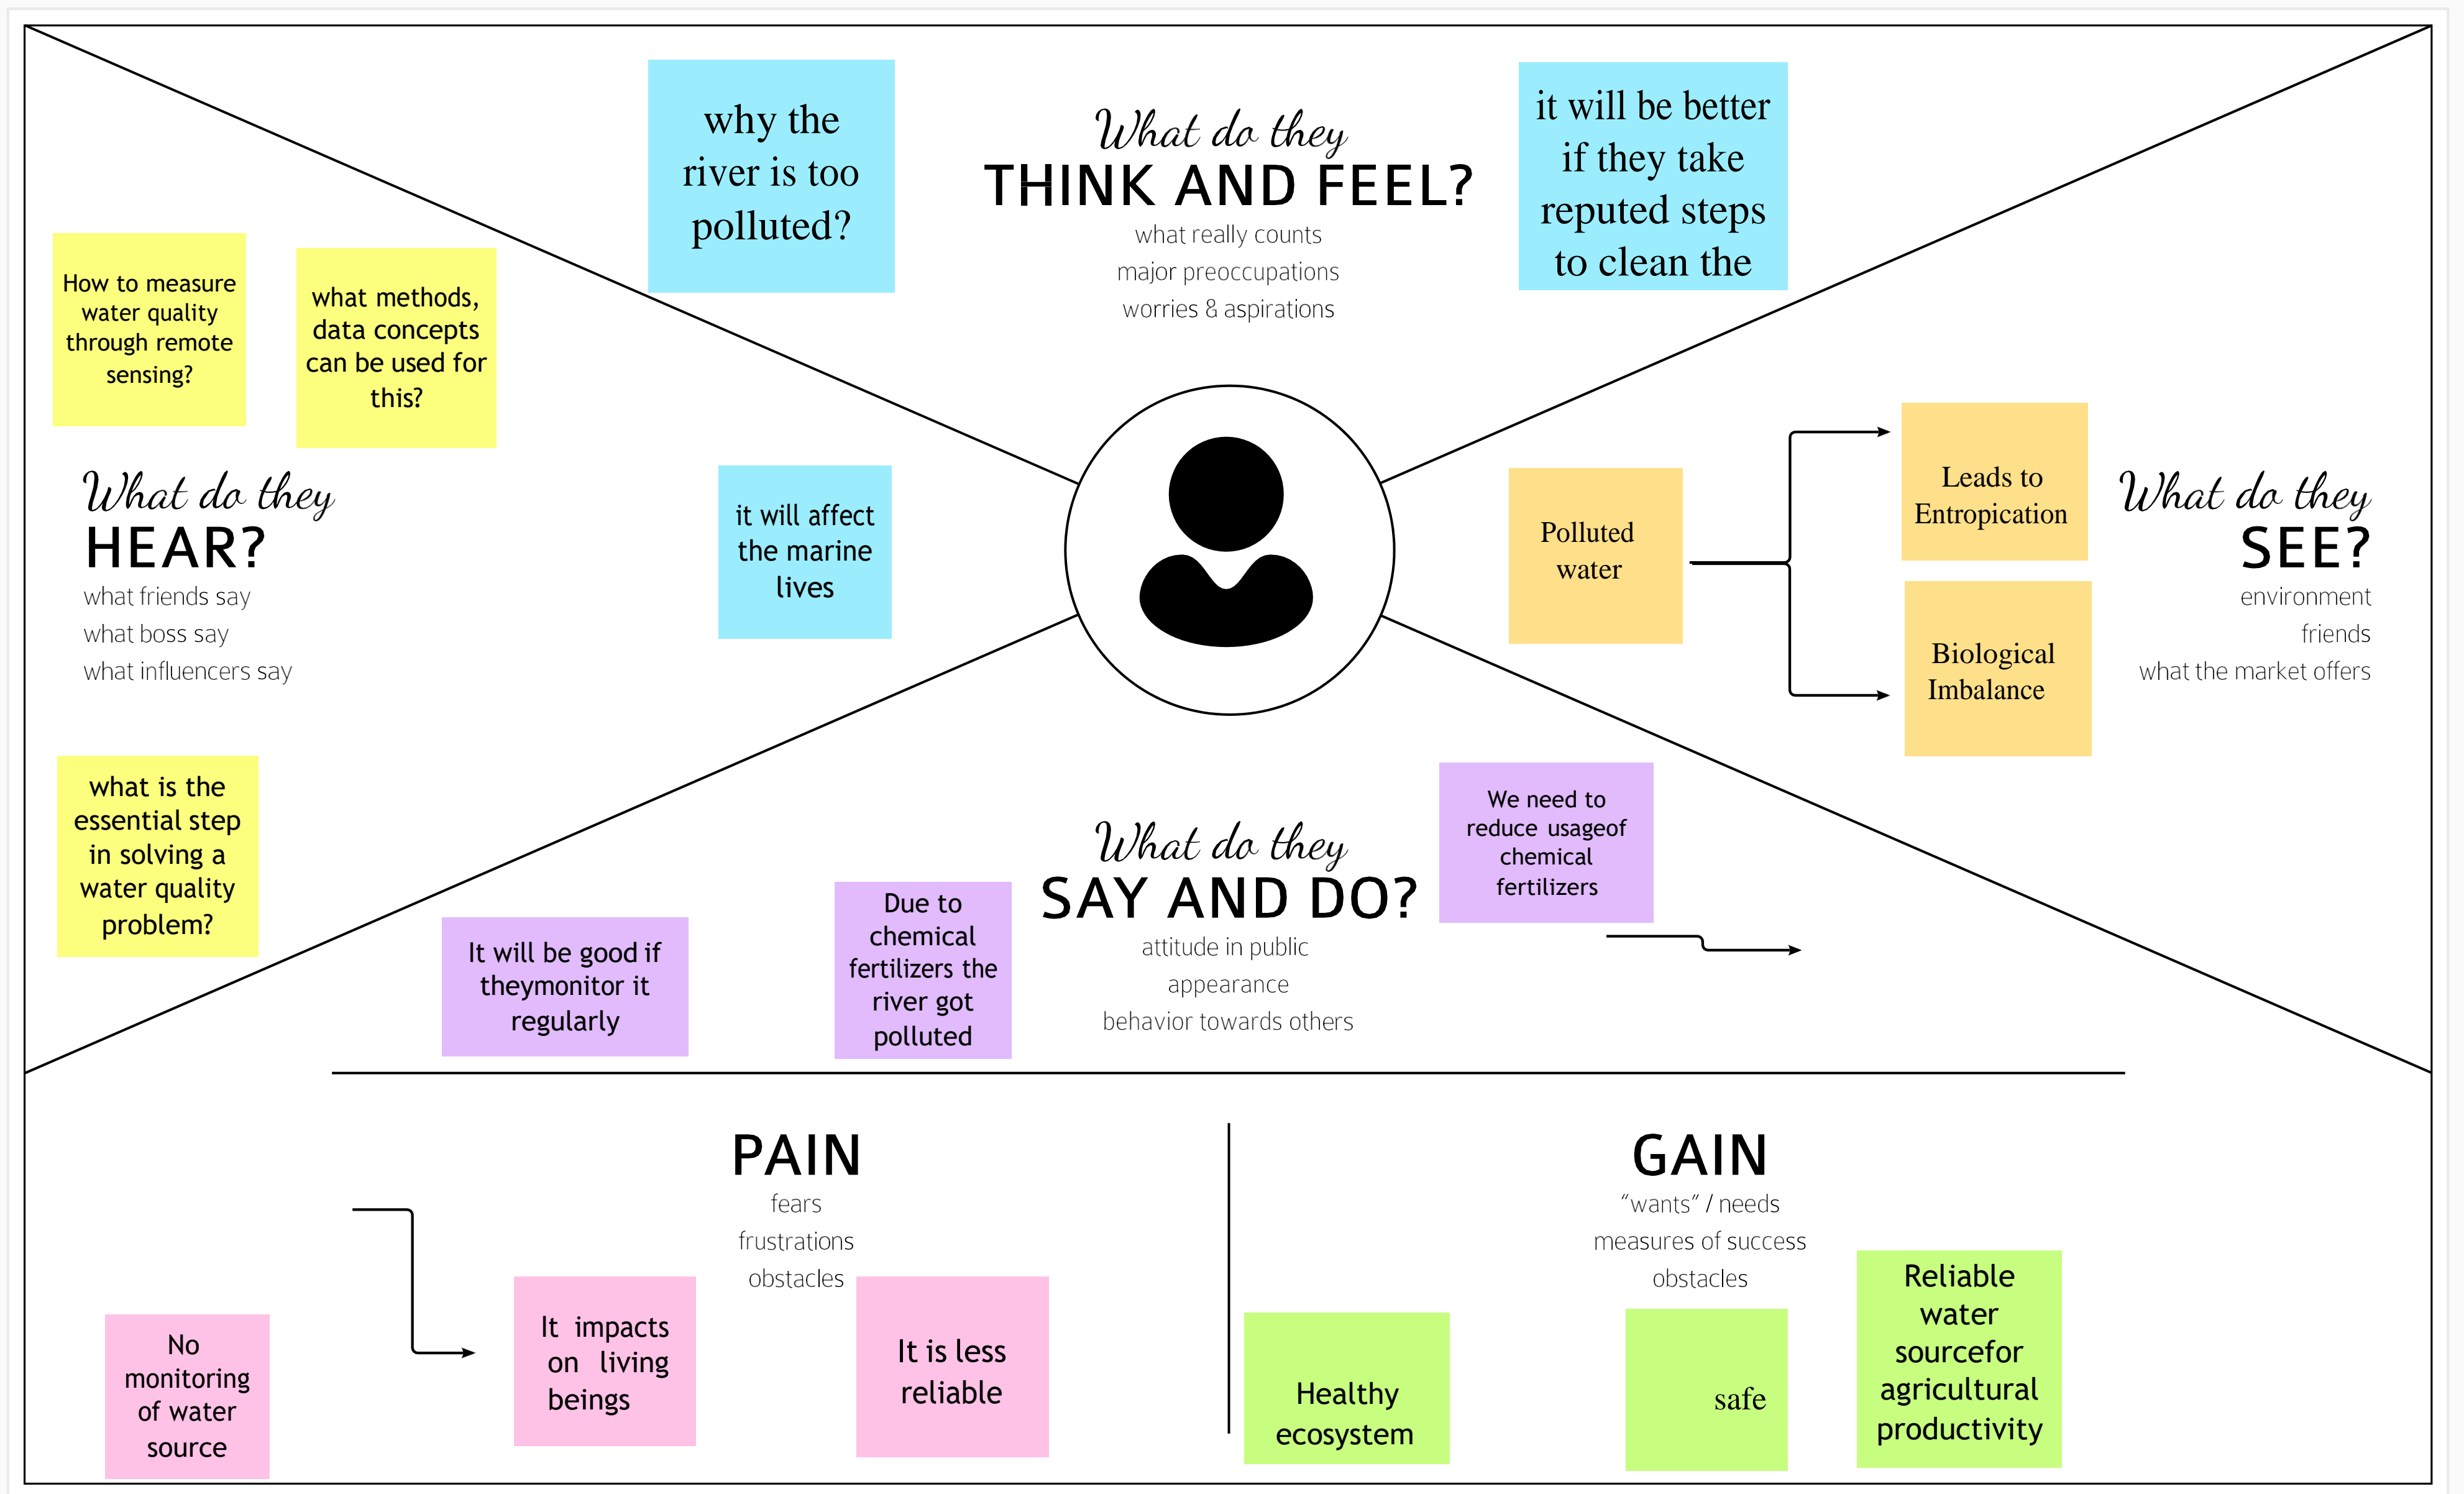 why the
river is too
polluted?
What do they
THINK AND FEEL?
what really counts
major preoccupations
worries & aspirations
it will be better
if they take
reputed steps
to clean the
How to measure
water quality
through remote
sensing?
what methods,
data concepts
can be used for
this?
What do they
HEAR?
what friends say
what boss say
what influencers say
it will affect
the marine
lives
what is the
essential step
in solving a
water quality
problem?
Polluted
water
Leads to
Entropication
Biological
Imbalance
What do they
SEE?
environment
friends
what the market offers
It will be good if
theymonitor it
regularly
Due to
chemical
fertilizers the
river got
polluted
What do they
SAY AND DO?
attitude in public
appearance
behavior towards others
We need to
reduce usageof
chemical
fertilizers
PAIN
fears
frustrations
obstacles
No
monitoring
of water
source
It impacts
on living
beings
It is less
reliable
GAIN
“wants” / needs
measures of success
obstacles
Healthy
ecosystem
safe
Reliable
water
sourcefor
agricultural
productivity